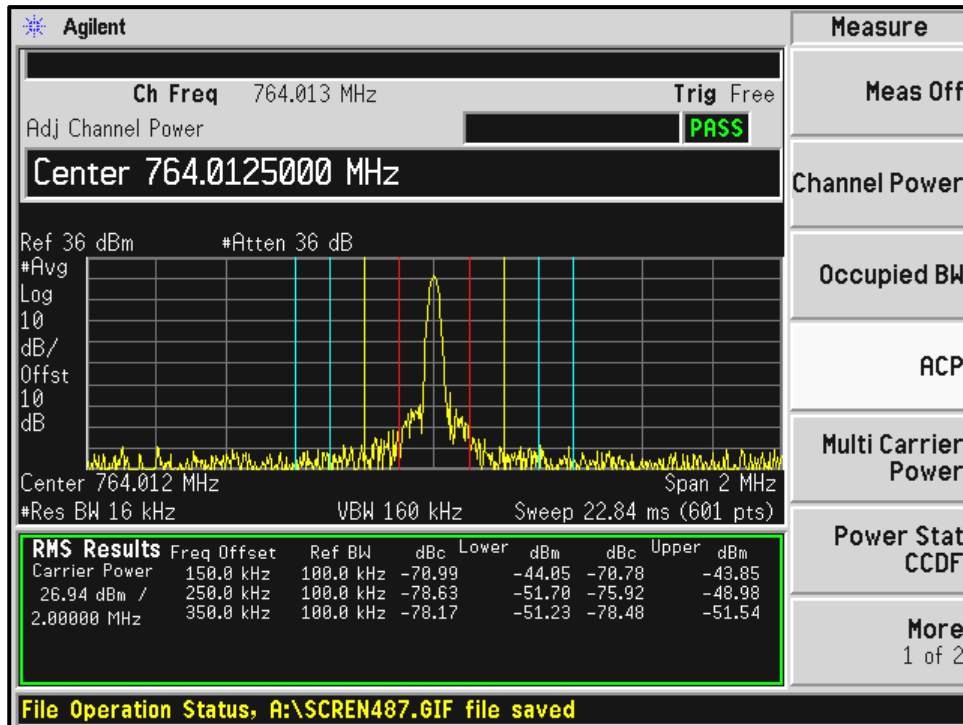 Agilent
Measure
Ch Freq 764.013 MHz Trig Free
Meas Off
Adj Channel Power PASS
Center 764.0125000 MHz
Channel Power
Ref 36 dBm #Atten 36 dB
#Avg
Log
10
dB/
Offst
10
dB
Occupied BW
ACP
Multi Carrier
Power
Center 764.012 MHz Span 2 MHz
#Res BW 16 kHz VBW 160 kHz Sweep 22.84 ms (601 pts)
Power Stat
CCDF
RMS Results Freq Offset Ref BW dBc Lower dBm dBc Upper dBm
Carrier Power 150.0 kHz 100.0 kHz -70.99 -44.05 -70.78 -43.85
26.94 dBm / 250.0 kHz 100.0 kHz -78.63 -51.70 -75.92 -48.98
2.00000 MHz 350.0 kHz 100.0 kHz -78.17 -51.23 -78.48 -51.54
More
1 of 2
File Operation Status, A:\SCREN487.GIF file saved